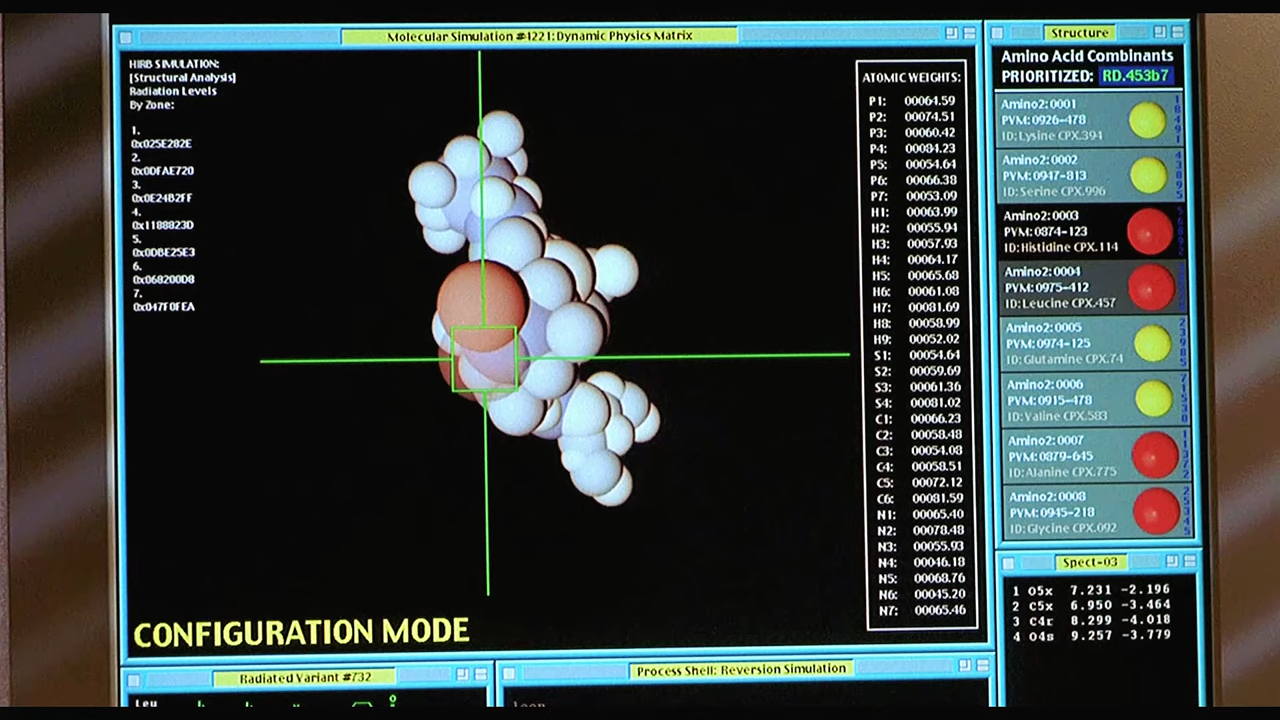 Molecular Simulation #1221: Dynamic Physics Matrix
HIRB SIMULATION:
[Structural Analysis]
Radiation Levels
By Zone:
1.
0x025E282E
2.
0x0DFAE720
3.
0x0E24B2FF
4.
0x1188823D
5.
0x0DBE25E3
6.
0x068200D8
7.
0x047F0FEA
CONFIGURATION MODE
ATOMIC WEIGHTS:
P1: 00064.59
P2: 00074.51
P3: 00060.42
P4: 00084.23
P5: 00054.64
P6: 00066.38
P7: 00053.09
H1: 00063.99
H2: 00055.94
H3: 00057.93
H4: 00064.17
H5: 00065.68
H6: 00061.08
H7: 00081.69
H8: 00058.99
H9: 00052.02
S1: 00054.64
S2: 00059.69
S3: 00061.36
S4: 00081.02
C1: 00066.23
C2: 00058.48
C3: 00054.08
C4: 00058.51
C5: 00072.12
C6: 00081.59
N1: 00065.40
N2: 00078.48
N3: 00055.93
N4: 00046.18
N5: 00068.76
N6: 00045.20
N7: 00065.46
Structure
Amino Acid Combinants
PRIORITIZED: RD.453b7
Amino2: 0001
PVM: 0926-478
ID: Lysine CPX.394
Amino2: 0002
PVM: 0947-813
ID: Serine CPX.996
Amino2: 0003
PVM: 0874-123
ID: Histidine CPX.114
Amino2: 0004
PVM: 0975-412
ID: Leucine CPX.457
Amino2: 0005
PVM: 0974-125
ID: Glutamine CPX.74
Amino2: 0006
PVM: 0915-478
ID: Valine CPX.583
Amino2: 0007
PVM: 0879-645
ID: Alanine CPX.775
Amino2: 0008
PVM: 0945-218
ID: Glycine CPX.092
Spect-03
1 O5x 7.231 -2.196
2 C5x 6.950 -3.464
3 C4r 8.299 -4.018
4 O4s 9.257 -3.779
Radiated Variant #732
Leu
Process Shell: Reversion Simulation